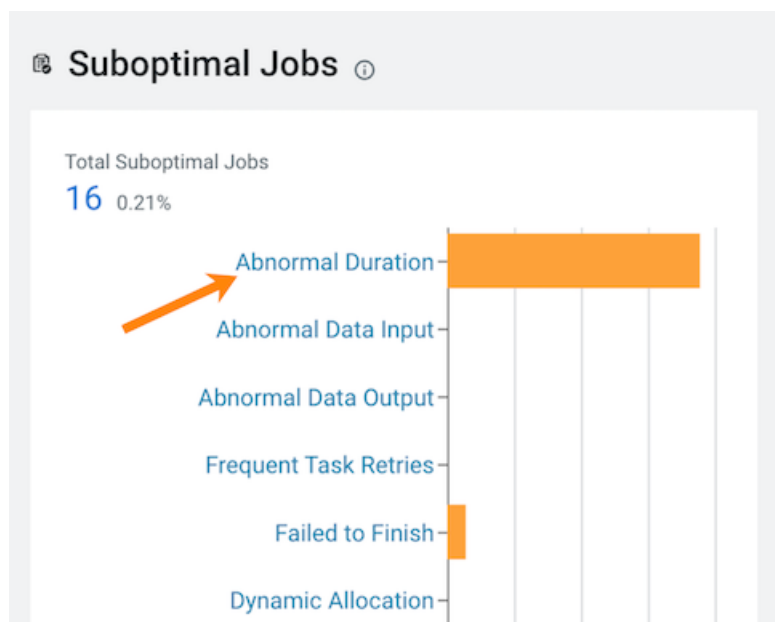 Suboptimal Jobs
Total Suboptimal Jobs
16 0.21%
Abnormal Duration
Abnormal Data Input
Abnormal Data Output
Frequent Task Retries
Failed to Finish
Dynamic Allocation